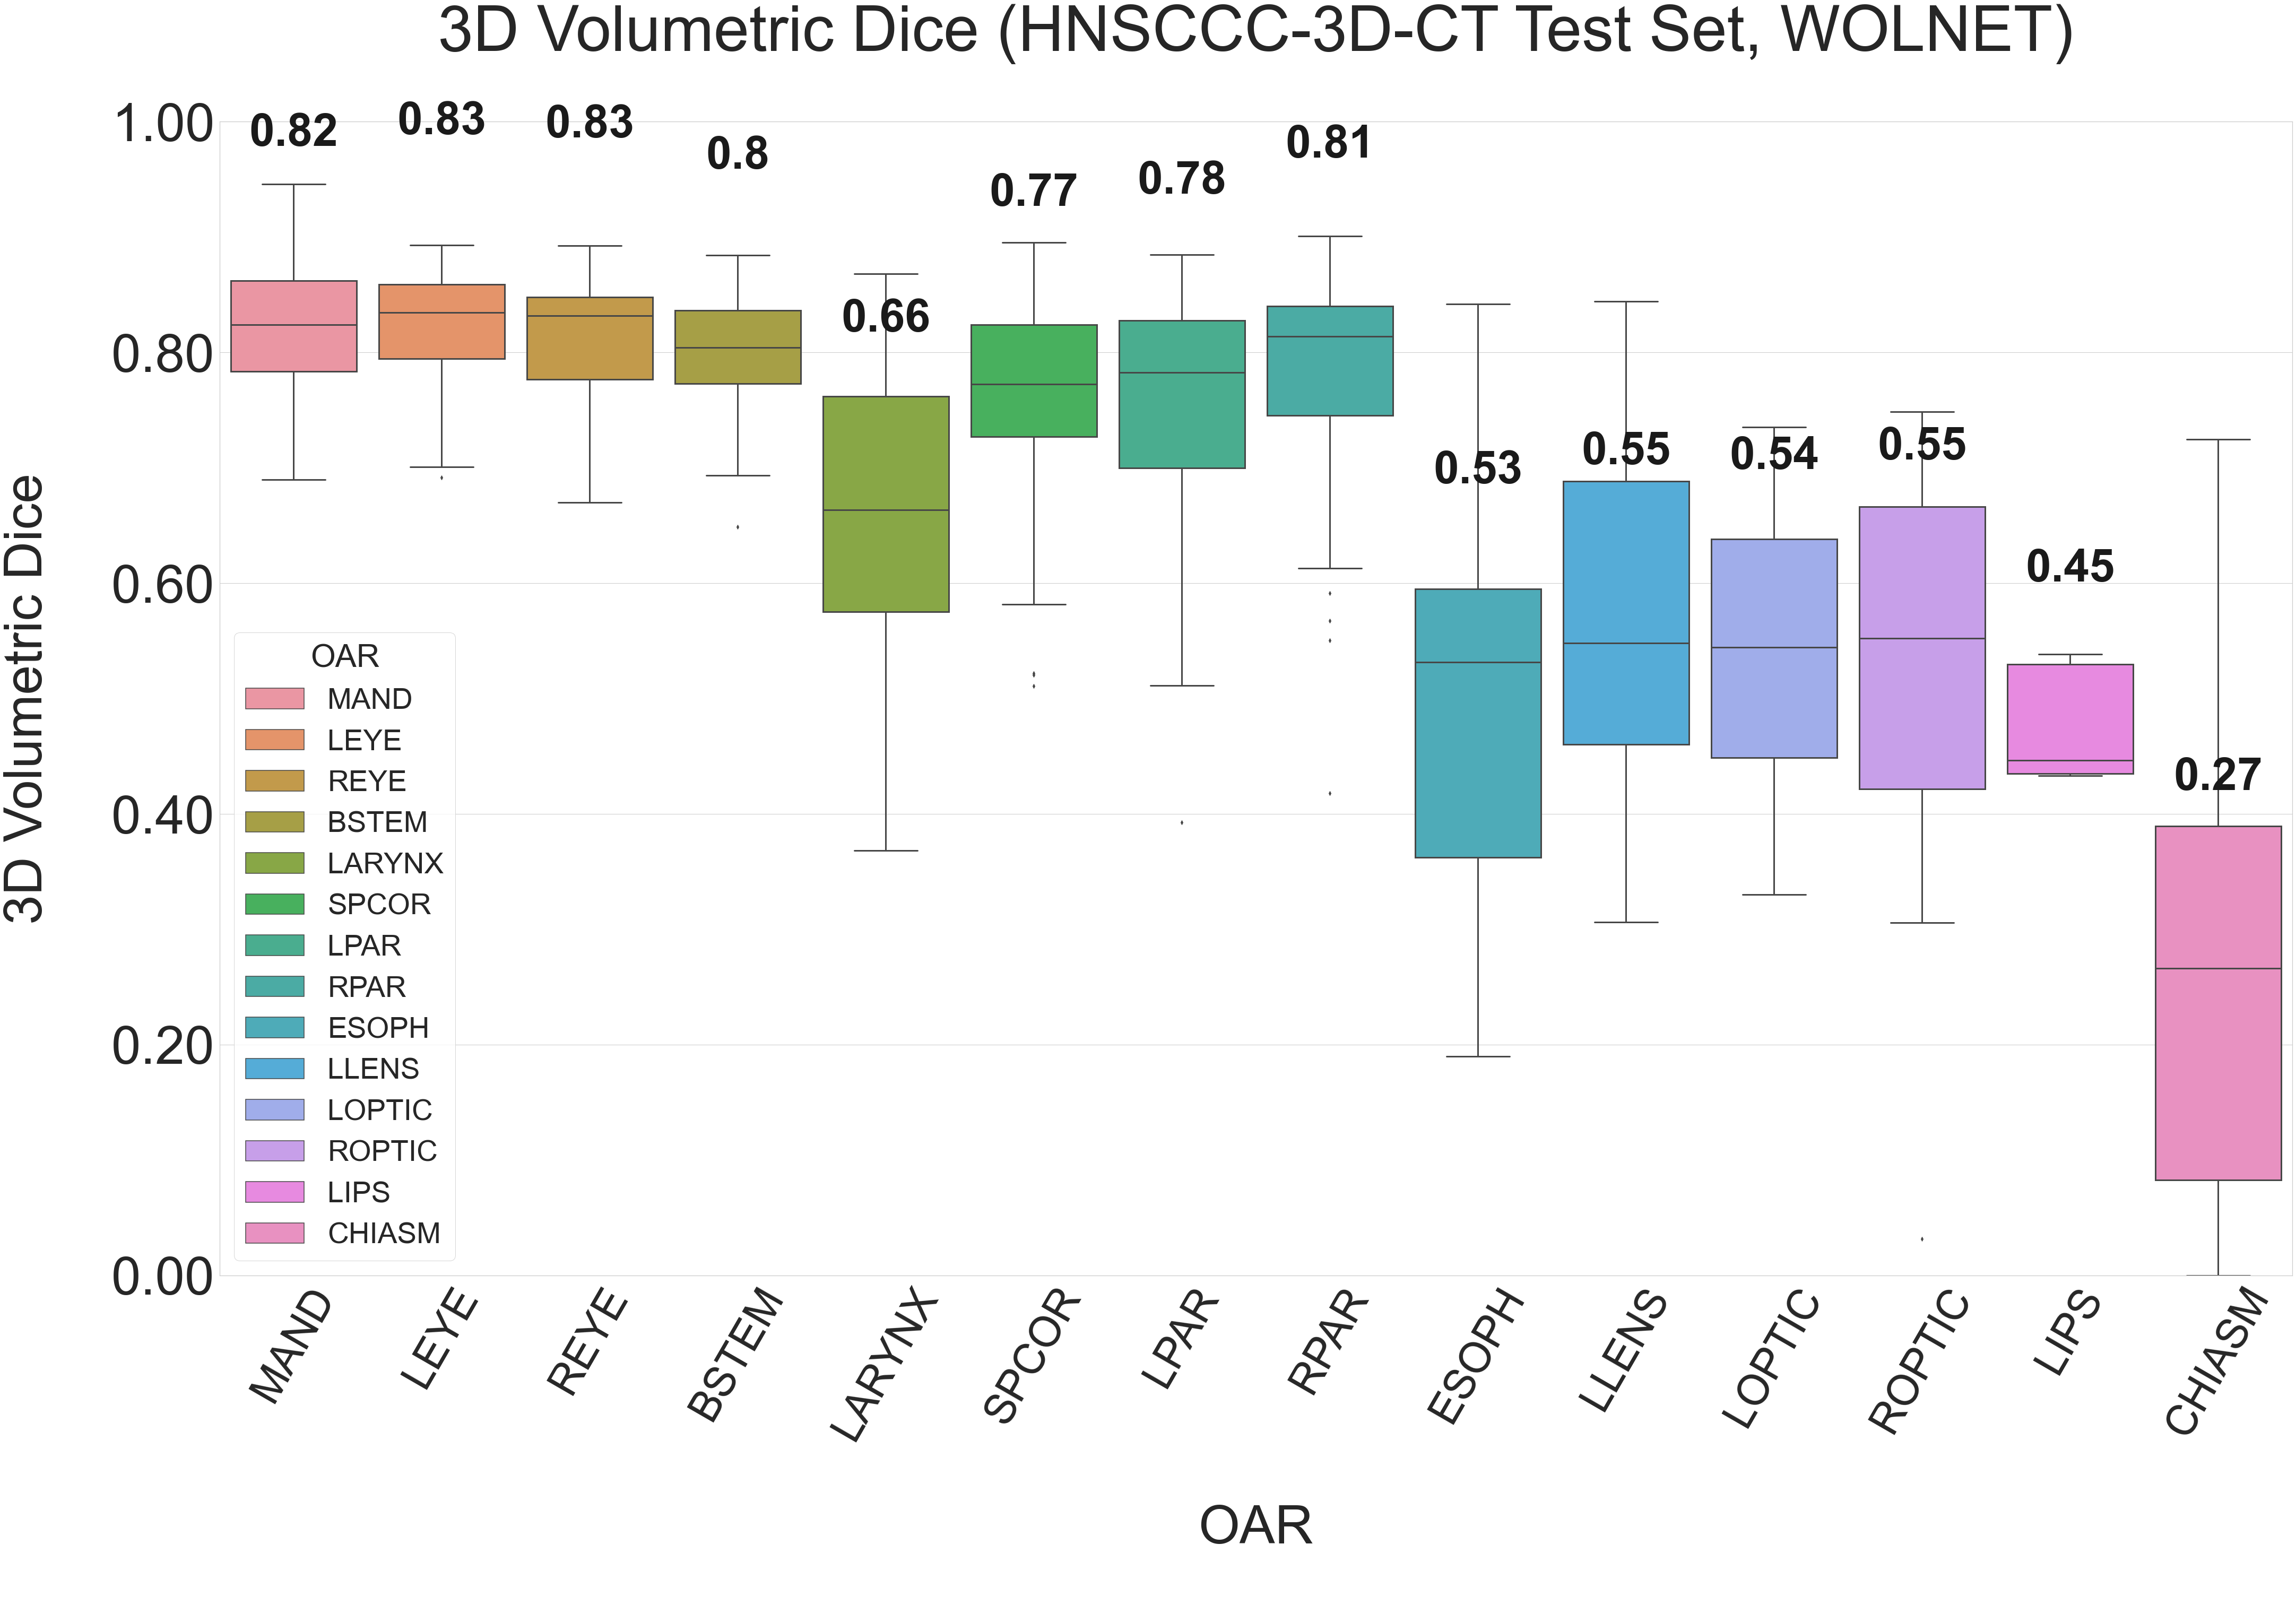 3D Volumetric Dice (HNSCCC-3D-CT Test Set, WOLNET)
3D Volumetric Dice
1.00
0.80
0.60
0.40
0.20
0.00
0.82
0.83
0.83
0.8
0.66
0.77
0.78
0.81
0.53
0.55
0.54
0.55
0.45
0.27
OAR
MAND
LEYE
REYE
BSTEM
LARYNX
SPCOR
LPAR
RPAR
ESOPH
LLENS
LOPTIC
ROPTIC
LIPS
CHIASM
MAND
LEYE
REYE
BSTEM
LARYNX
SPCOR
LPAR
RPAR
ESOPH
LLENS
LOPTIC
ROPTIC
LIPS
CHIASM
OAR